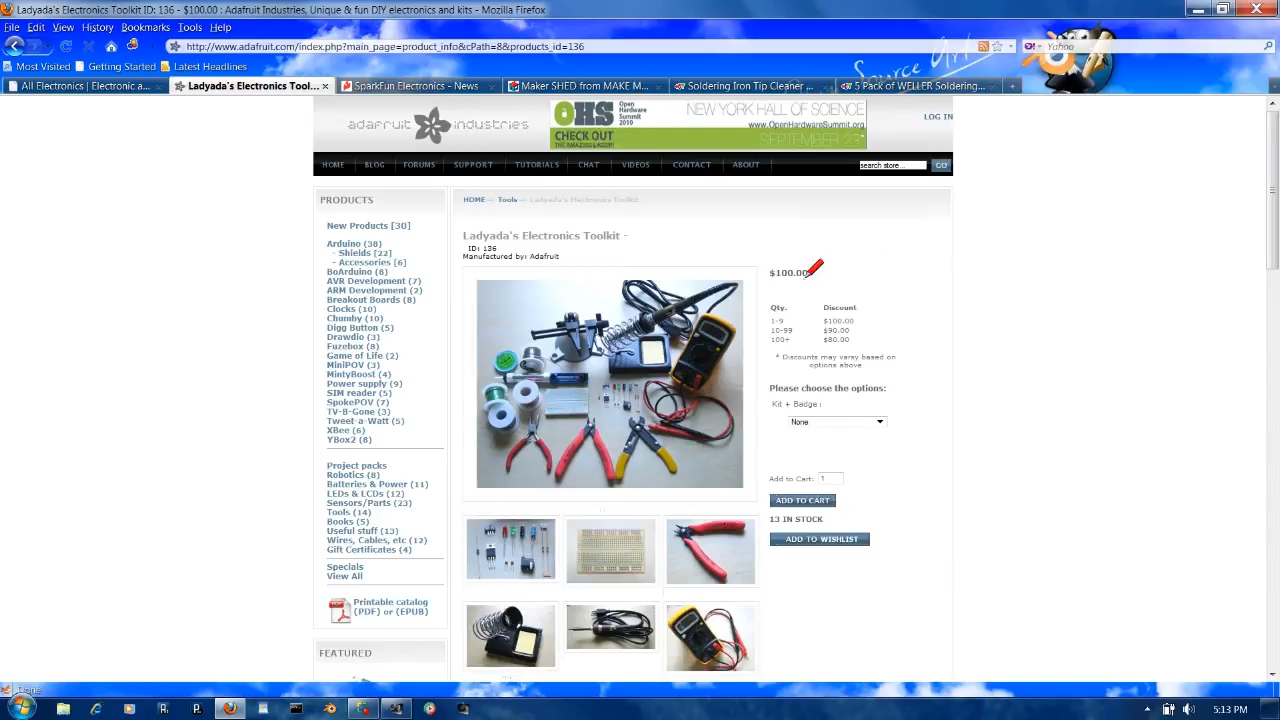 Ladyada's Electronics Toolkit ID: 136 - $100.00 : Adafruit Industries, Unique & fun DIY electronics and kits - Mozilla Firefox
File Edit View History Bookmarks Tools Help
http://www.adafruit.com/index.php?main_page=product_info&cPath=8&products_id=136
Yahoo
Most Visited Getting Started Latest Headlines
Source Art
All Electronics | Electronic a... Ladyada's Electronics Tool... SparkFun Electronics - News Maker SHED from MAKE M... Soldering Iron Tip Cleaner ... 5 Pack of WELLER Soldering...
adafruit industries
OHS Open Hardware Summit 2010
CHECK OUT
NEW YORK HALL OF SCIENCE
www.OpenHardwareSummit.org
SEPTEMBER 23
LOG IN
HOME BLOG FORUMS SUPPORT TUTORIALS CHAT VIDEOS CONTACT ABOUT
search store... GO
PRODUCTS
New Products [30]
Arduino (38)
- Shields [22]
- Accessories [6]
BoArduino (8)
AVR Development (7)
ARM Development (2)
Breakout Boards (8)
Clocks (10)
Chumby (10)
Digg Button (5)
Drawdio (3)
Fuzebox (8)
Game of Life (2)
MiniPOV (3)
MintyBoost (4)
Power supply (9)
SIM reader (5)
SpokePOV (7)
TV-B-Gone (3)
Tweet-a-Watt (5)
XBee (6)
YBox2 (8)
Project packs
Robotics (8)
Batteries & Power (11)
LEDs & LCDs (12)
Sensors/Parts (23)
Tools (14)
Books (5)
Useful stuff (13)
Wires, Cables, etc (12)
Gift Certificates (4)
Specials
View All
Printable catalog
(PDF) or (EPUB)
FEATURED
HOME Tools Ladyada's Electronics Toolkit
Ladyada's Electronics Toolkit -
ID: 136
Manufactured by: Adafruit
$100.00
Qty. Discount
1-9 $100.00
10-99 $90.00
100+ $80.00
* Discounts may varsy based on
options above
Please choose the options:
Kit + Badge :
None
Add to Cart: 1
ADD TO CART
13 IN STOCK
ADD TO WISHLIST
Done
5:13 PM